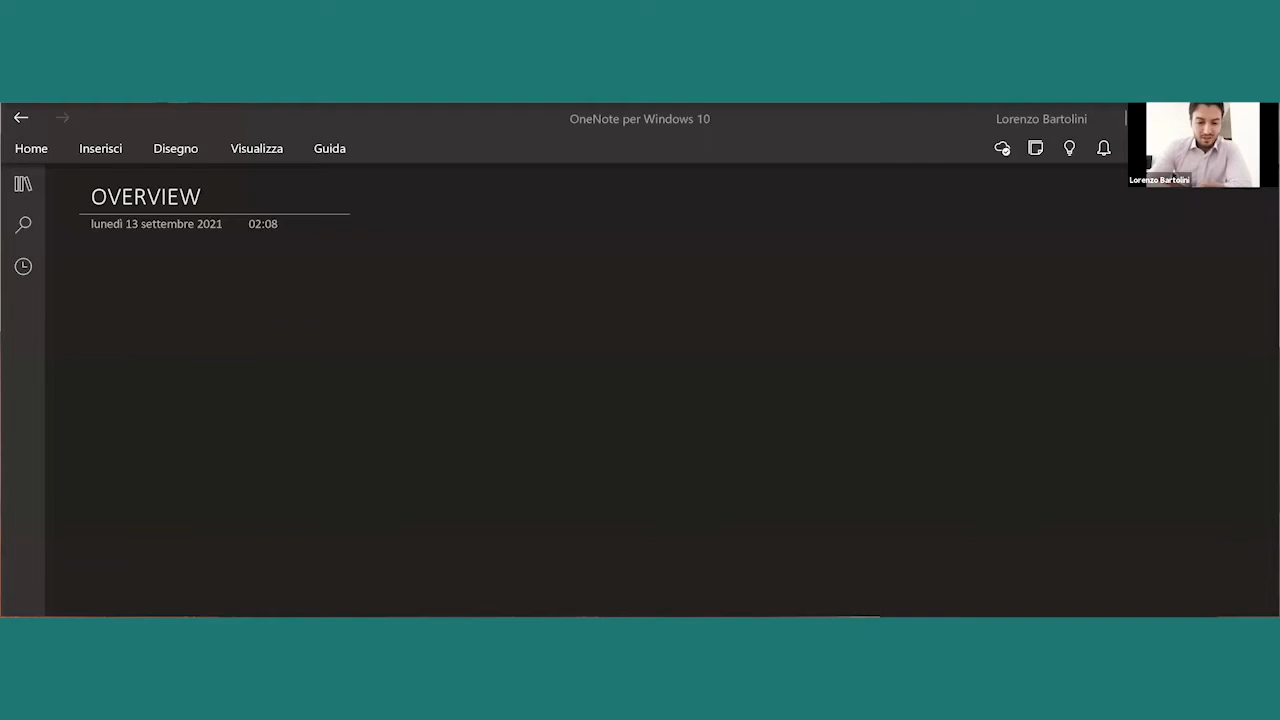 OneNote per Windows 10
Lorenzo Bartolini
Home Inserisci Disegno Visualizza Guida
Lorenzo Bartolini
OVERVIEW
lunedì 13 settembre 2021 02:08